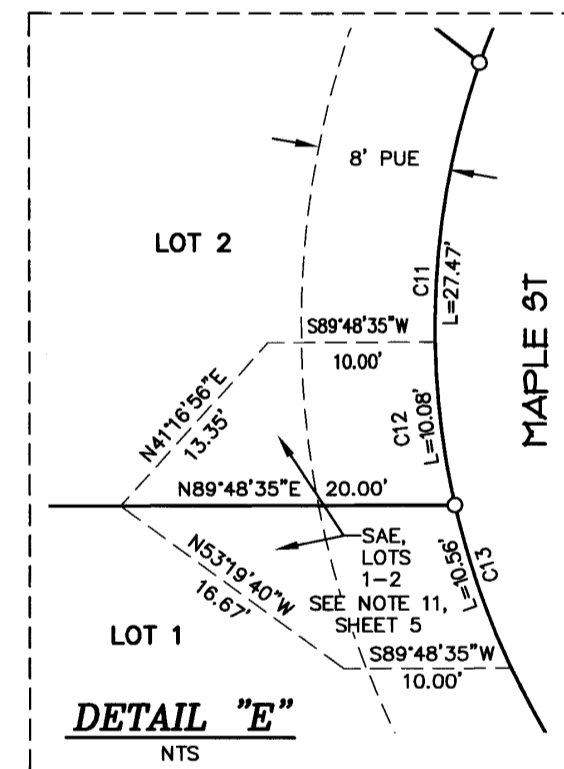 8' PUE
LOT 2
C11
L=27.47'
MAPLE ST
S89°48'35"W
10.00'
N41°16'56"E
13.35'
C12
L=10.08'
N89°48'35"E 20.00'
SAE,
LOTS
1-2
SEE NOTE 11,
SHEET 5
L=10.56'
C13
N53°19'40"W
16.67'
LOT 1
S89°48'35"W
10.00'
DETAIL "E"
NTS